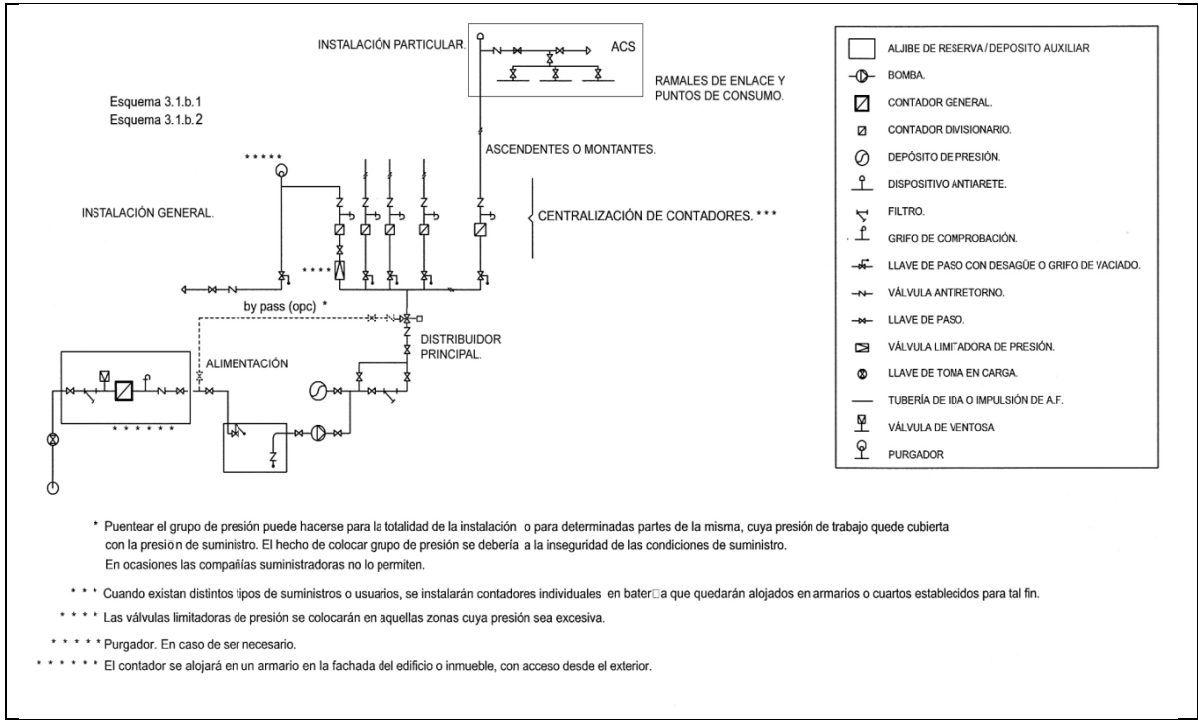 INSTALACIÓN PARTICULAR.
ACS
RAMALES DE ENLACE Y
PUNTOS DE CONSUMO.
Esquema 3.1.b.1
Esquema 3.1.b.2
ASCENDENTES O MONTANTES.
* * * * *
INSTALACIÓN GENERAL.
CENTRALIZACIÓN DE CONTADORES. * * *
* * * *
by pass (opc) *
DISTRIBUIDOR
PRINCIPAL.
ALIMENTACIÓN
* * * * * *
ALJIBE DE RESERVA/DEPOSITO AUXILIAR
BOMBA.
CONTADOR GENERAL.
CONTADOR DIVISIONARIO.
DEPÓSITO DE PRESIÓN.
DISPOSITIVO ANTIARETE.
FILTRO.
GRIFO DE COMPROBACIÓN.
LLAVE DE PASO CON DESAGÜE O GRIFO DE VACIADO.
VÁLVULA ANTIRETORNO.
LLAVE DE PASO.
VÁLVULA LIMITADORA DE PRESIÓN.
LLAVE DE TOMA EN CARGA.
TUBERÍA DE IDA O IMPULSIÓN DE A.F.
VÁLVULA DE VENTOSA
PURGADOR
* Puentear el grupo de presión puede hacerse para la totalidad de la instalación o para determinadas partes de la misma, cuya presión de trabajo quede cubierta
con la presión de suministro. El hecho de colocar grupo de presión se debería a la inseguridad de las condiciones de suministro.
En ocasiones las compañías suministradoras no lo permiten.
* * * Cuando existan distintos tipos de suministros o usuarios, se instalarán contadores individuales en bater□a que quedarán alojados en armarios o cuartos establecidos para tal fin.
* * * * Las válvulas limitadoras de presión se colocarán en aquellas zonas cuya presión sea excesiva.
* * * * * Purgador. En caso de ser necesario.
* * * * * * El contador se alojará en un armario en la fachada del edificio o inmueble, con acceso desde el exterior.